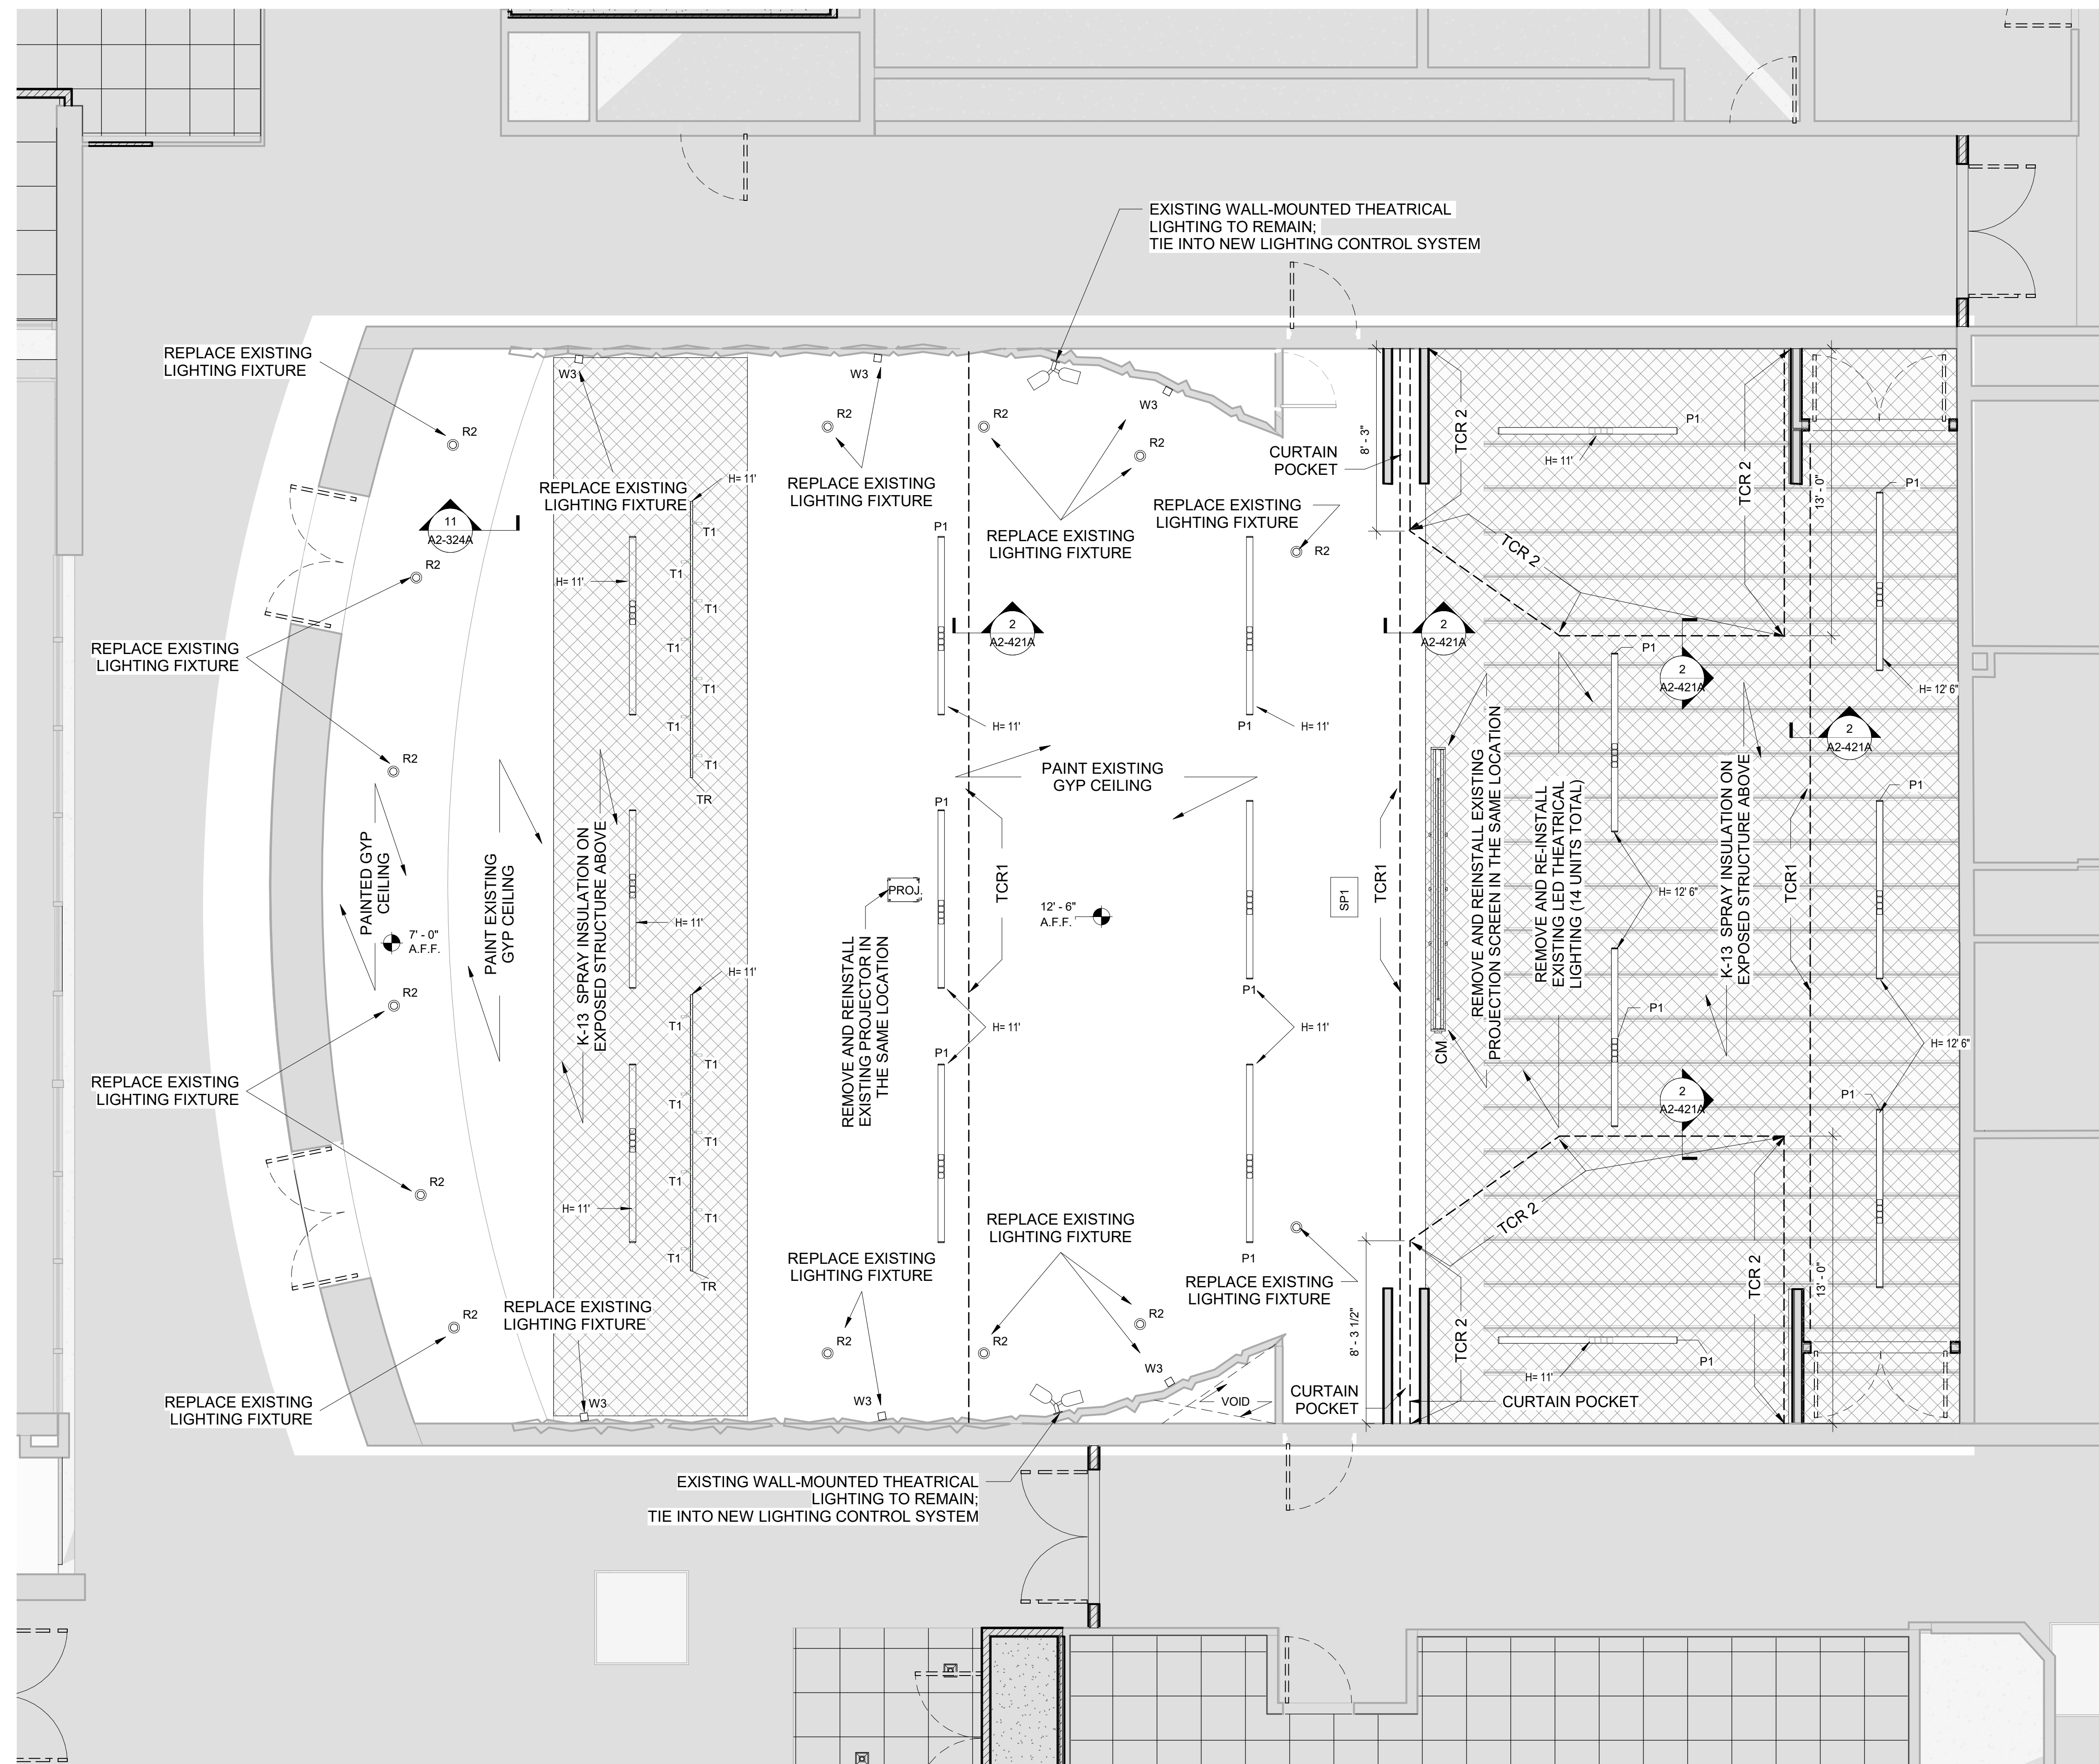 EXISTING WALL-MOUNTED THEATRICAL
LIGHTING TO REMAIN;
TIE INTO NEW LIGHTING CONTROL SYSTEM
REPLACE EXISTING
LIGHTING FIXTURE
W3
W3
W3
R2
R2
R2
R2
TCR 2
TCR 2
8' - 3"
P1
H= 11'
CURTAIN
POCKET
REPLACE EXISTING
LIGHTING FIXTURE
H= 11'
REPLACE EXISTING
LIGHTING FIXTURE
REPLACE EXISTING
LIGHTING FIXTURE
13' - 0"
P1
REPLACE EXISTING
LIGHTING FIXTURE
11
A2-324A
T1
P1
REPLACE EXISTING
LIGHTING FIXTURE
R2
TCR 2
R2
H= 11'
T1
T1
2
A2-421A
2
A2-421A
REPLACE EXISTING
LIGHTING FIXTURE
T1
P1
2
A2-421A
T1
H= 12' 6"
T1
H= 11'
P1
H= 11'
2
A2-421A
R2
T1
PAINT EXISTING
GYP CEILING
P1
TR
P1
PAINTED GYP
CEILING
PAINT EXISTING
GYP CEILING
K-13 SPRAY INSULATION ON
EXPOSED STRUCTURE ABOVE
PROJ.
TCR1
SP1
TCR1
REMOVE AND REINSTALL EXISTING
PROJECTION SCREEN IN THE SAME LOCATION
REMOVE AND RE-INSTALL
EXISTING LED THEATRICAL
LIGHTING (14 UNITS TOTAL)
H= 12' 6"
K-13 SPRAY INSULATION ON
EXPOSED STRUCTURE ABOVE
TCR1
12' - 6"
A.F.F.
7' - 0"
A.F.F.
H= 11'
REMOVE AND REINSTALL
EXISTING PROJECTOR IN
THE SAME LOCATION
H= 11'
R2
P1
P1
T1
H= 11'
H= 11'
CM
H= 12' 6"
P1
T1
REPLACE EXISTING
LIGHTING FIXTURE
T1
2
A2-421A
P1
T1
R2
T1
H= 11'
T1
REPLACE EXISTING
LIGHTING FIXTURE
TCR 2
T1
REPLACE EXISTING
LIGHTING FIXTURE
P1
TCR 2
13' - 0"
TR
REPLACE EXISTING
LIGHTING FIXTURE
REPLACE EXISTING
LIGHTING FIXTURE
R2
R2
R2
R2
8' - 3 1/2"
TCR 2
P1
W3
H= 11'
REPLACE EXISTING
LIGHTING FIXTURE
W3
W3
VOID
CURTAIN
POCKET
CURTAIN POCKET
EXISTING WALL-MOUNTED THEATRICAL
LIGHTING TO REMAIN;
TIE INTO NEW LIGHTING CONTROL SYSTEM